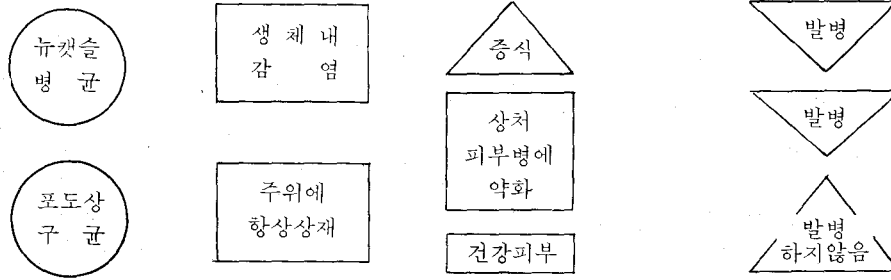 뉴캣슬
병 균
생 체 내
감 염
증식
발병
상처
피부병에
약화
발병
포도상
구 균
주위에
항상상재
건강피부
발병
하지않음